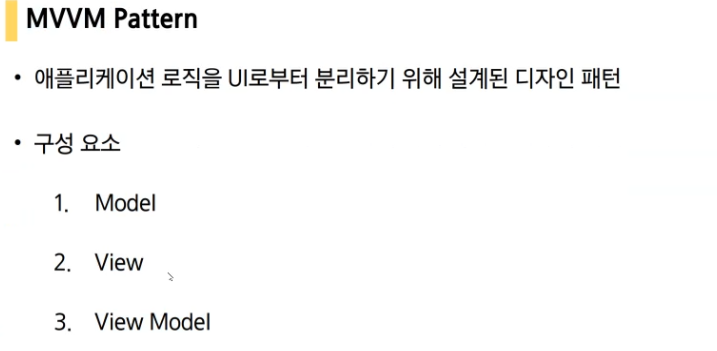 MVVM Pattern
• 애플리케이션 로직을 UI로부터 분리하기 위해 설계된 디자인 패턴
• 구성 요소
1. Model
2. View
3. View Model